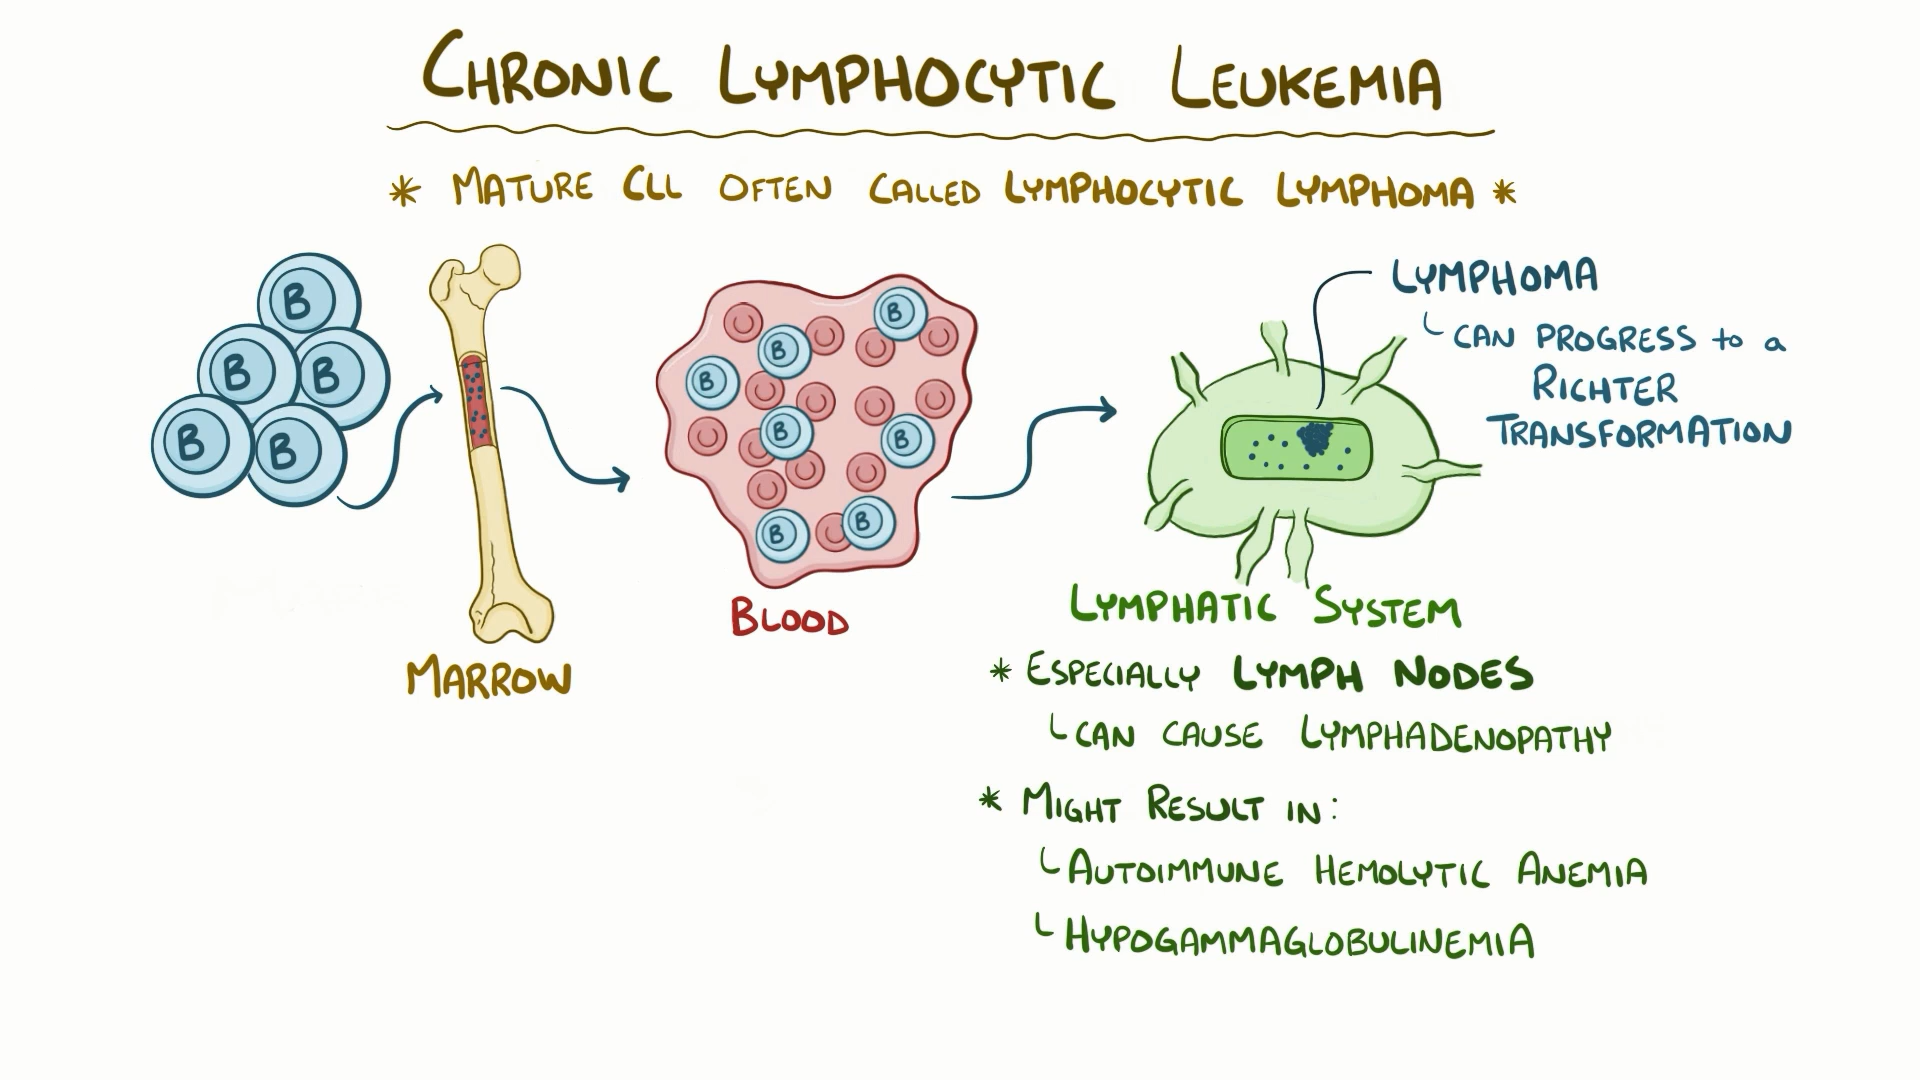 CHRONIC LYMPHOCYTIC LEUKEMIA
* MATURE CLL OFTEN CALLED LYMPHOCYTIC LYMPHOMA *
B
B
B
B
B
MARROW
B
B
B
B
B
B
B
BLOOD
LYMPHOMA
CAN PROGRESS to a
RICHTER
TRANSFORMATION
LYMPHATIC SYSTEM
* ESPECIALLY LYMPH NODES
CAN CAUSE LYMPHADENOPATHY
* MIGHT RESULT IN:
AUTOIMMUNE HEMOLYTIC ANEMIA
HYPOGAMMAGLOBULINEMIA